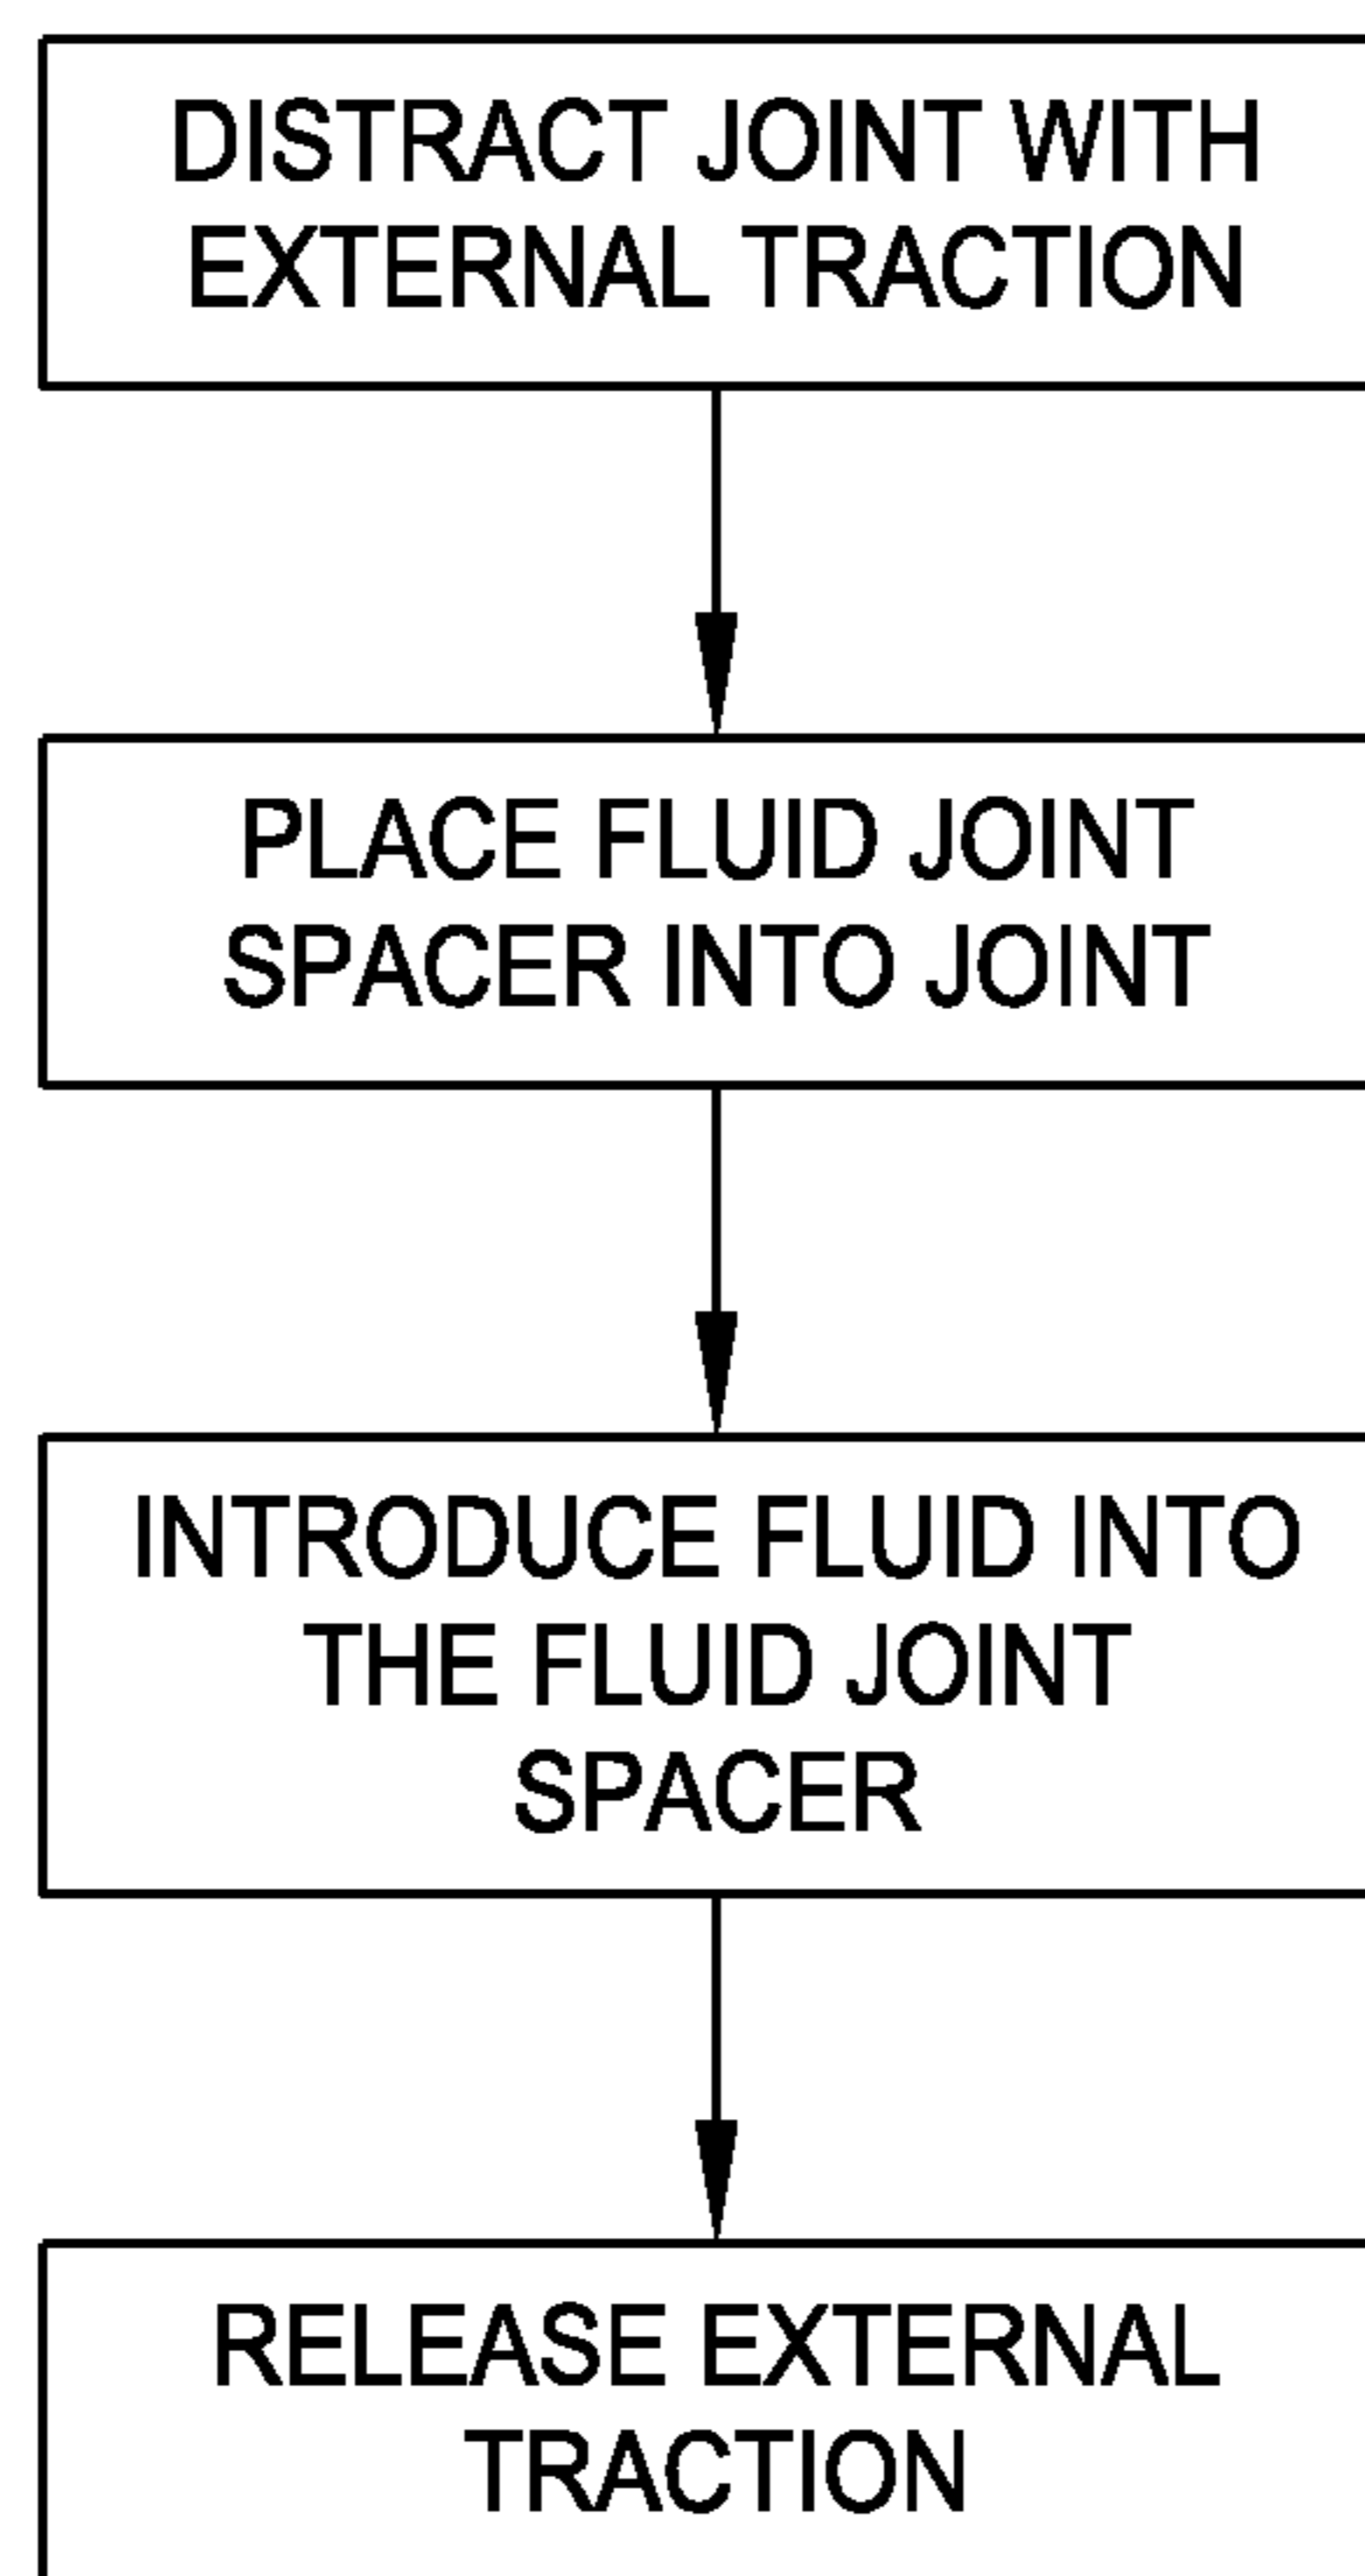 DISTRACT JOINT WITH
EXTERNAL TRACTION
PLACE FLUID JOINT
SPACER INTO JOINT
INTRODUCE FLUID INTO
THE FLUID JOINT
SPACER
RELEASE EXTERNAL
TRACTION